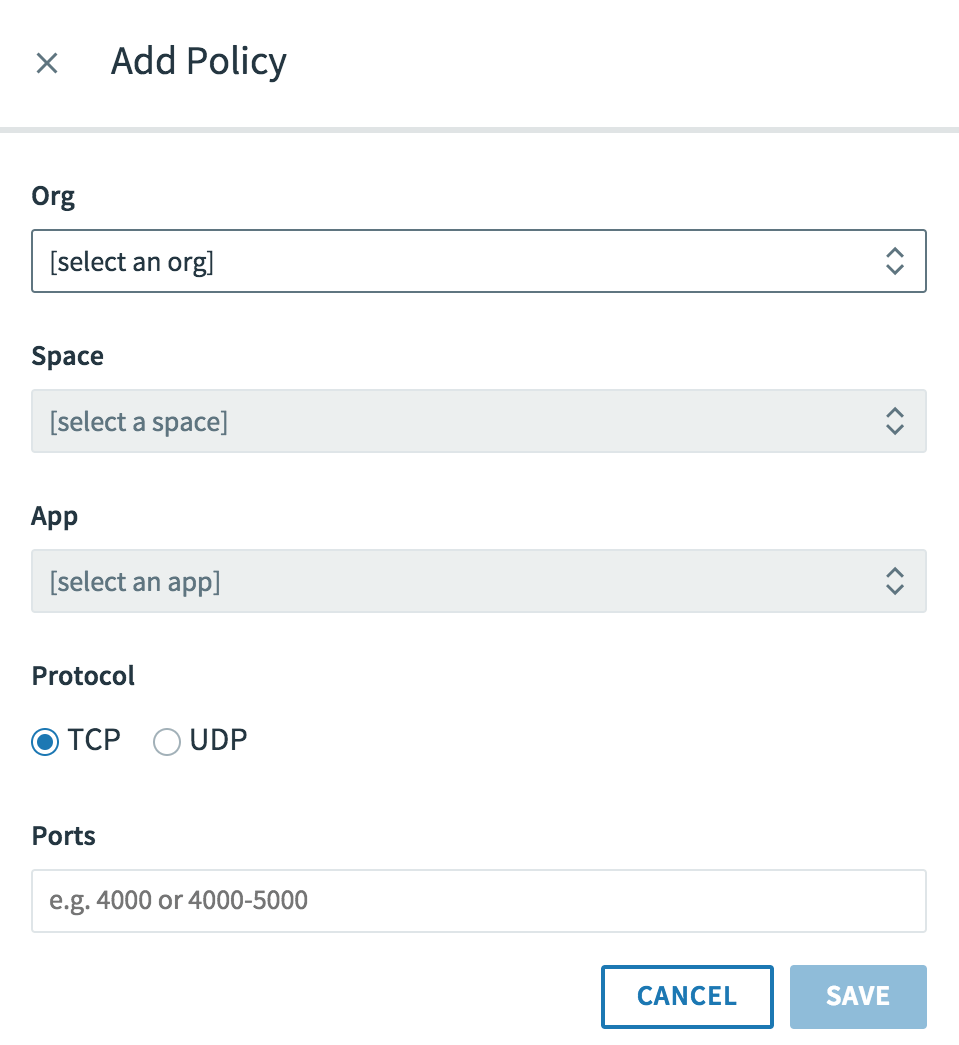 Add Policy
Org
[select an org]
Space
[select a space]
App
[select an app]
Protocol
TCP UDP
Ports
e.g. 4000 or 4000-5000
CANCEL SAVE